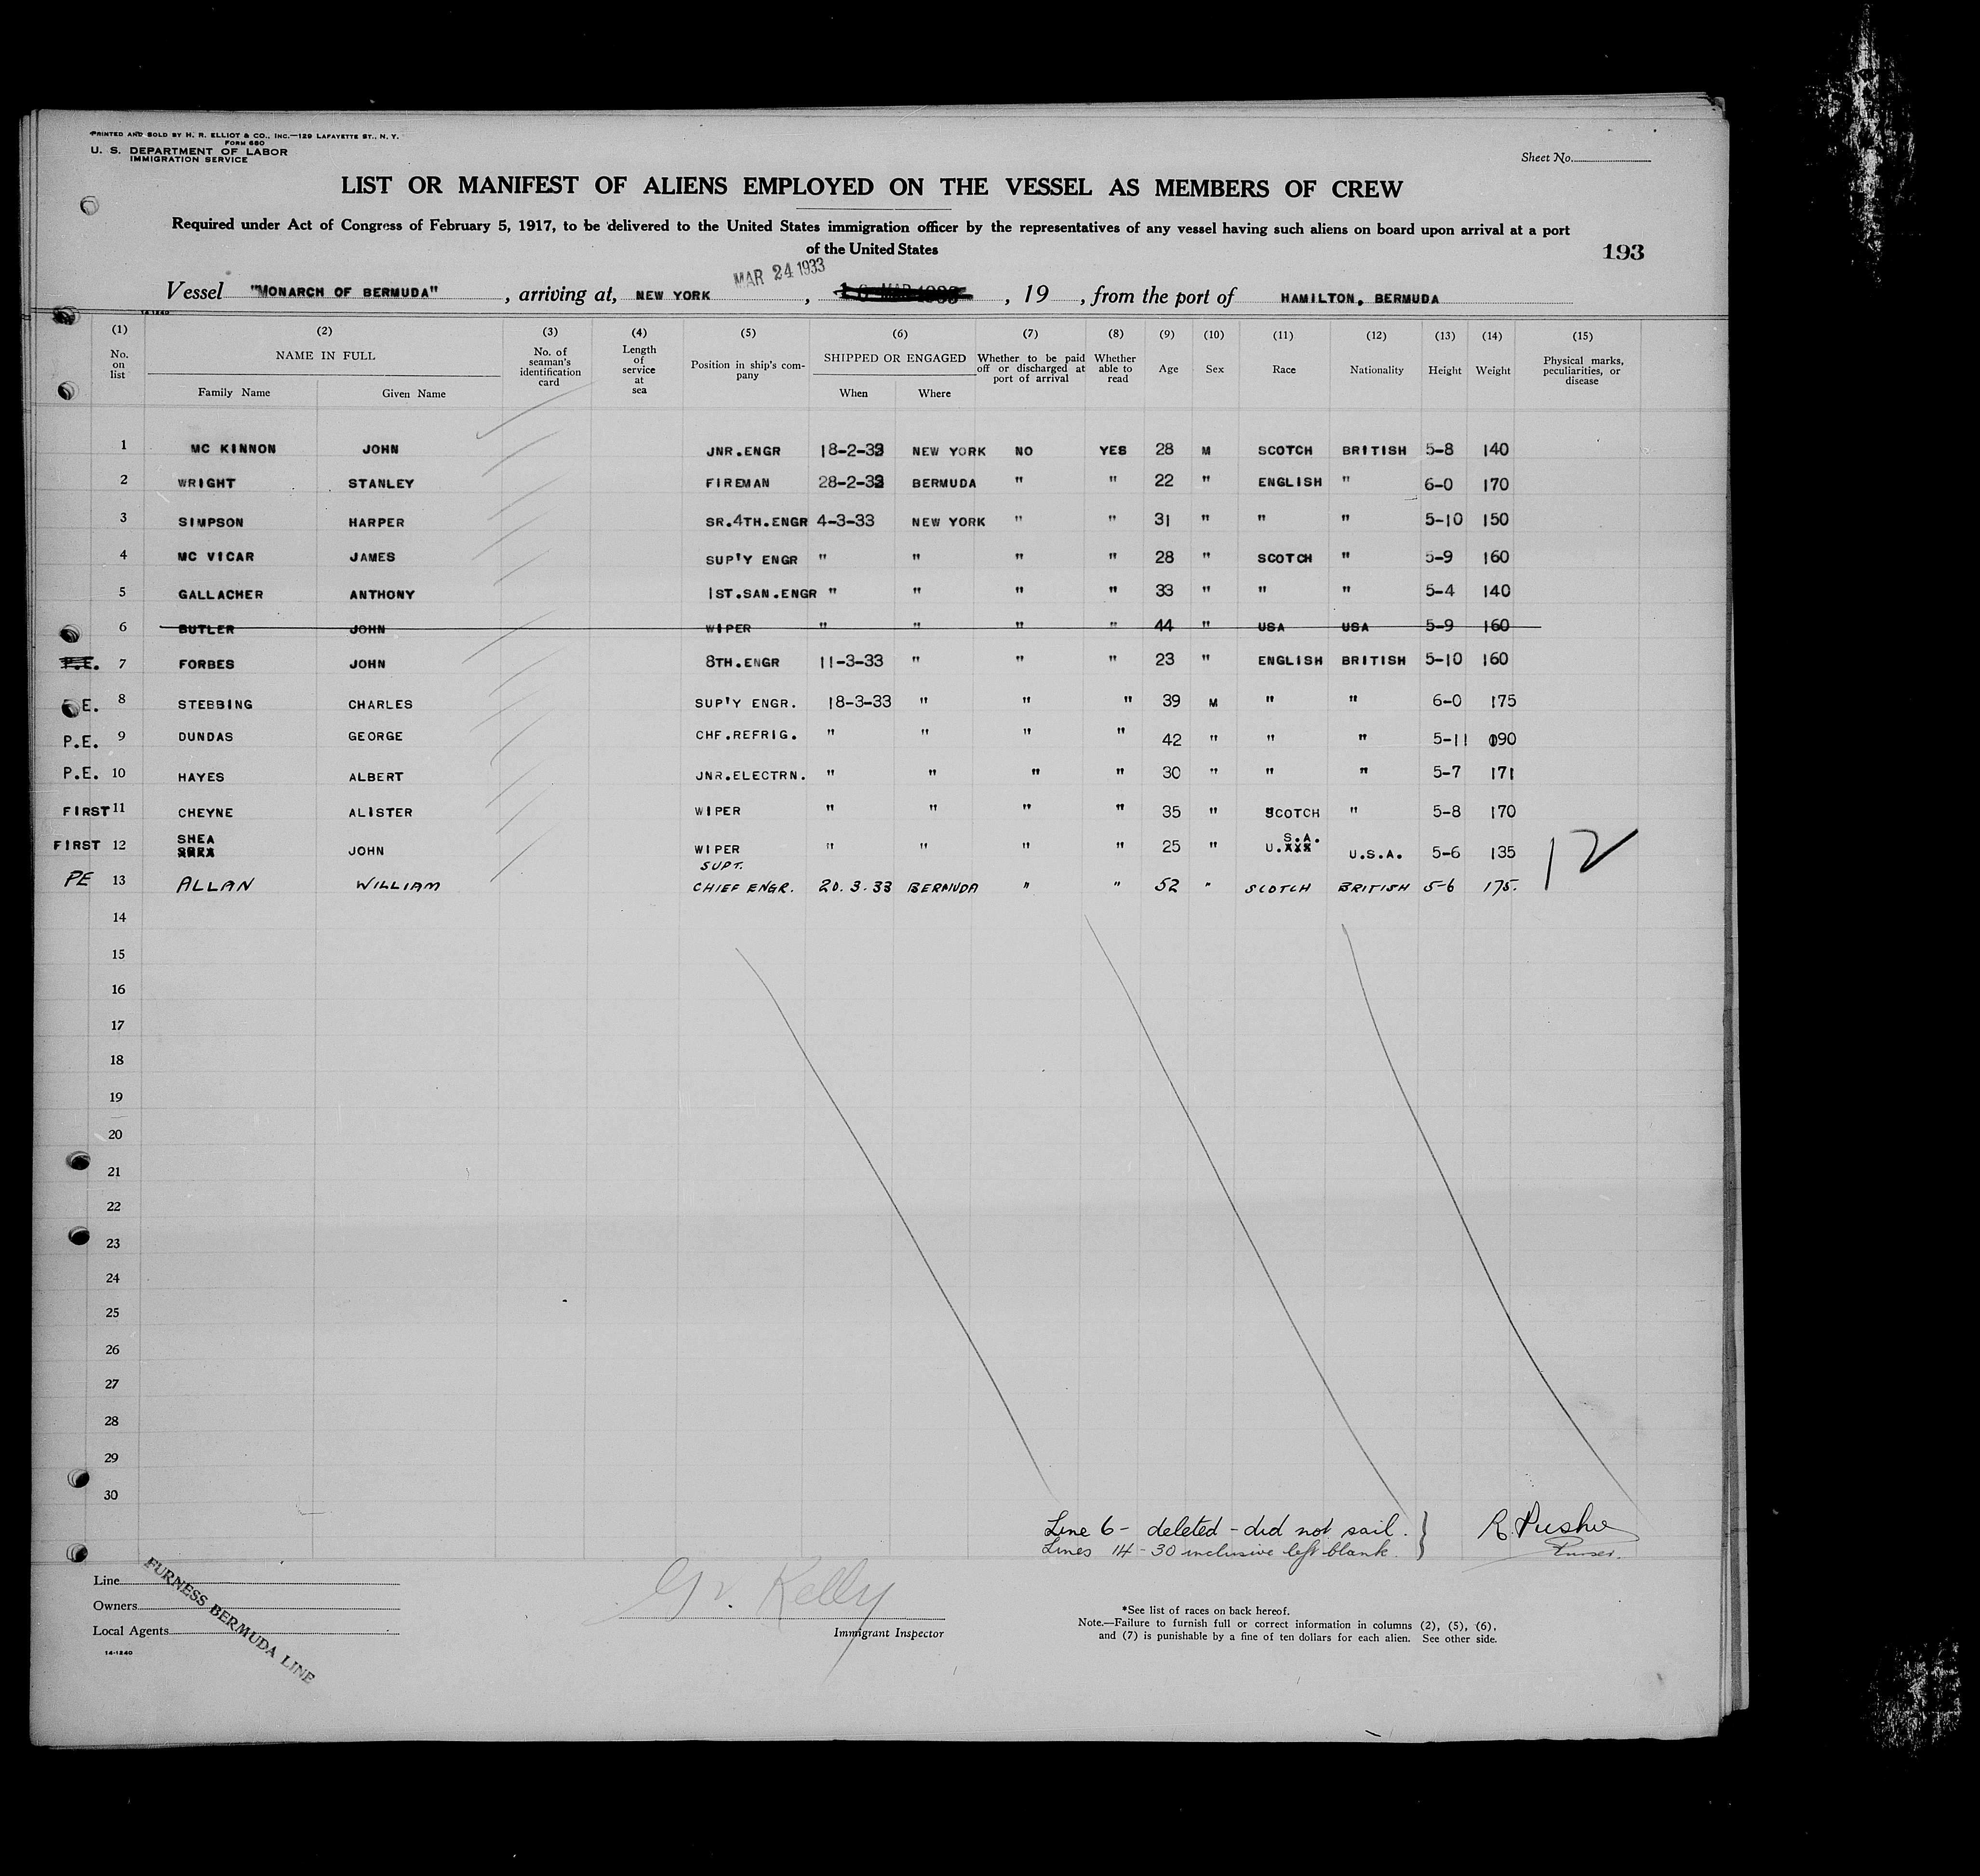 PRINTED AND SOLD BY H. R. ELLIOT & CO., INC.—129 LAFAYETTE ST., N. Y.
FORM 680
U. S. DEPARTMENT OF LABOR
IMMIGRATION SERVICE
Sheet No.
LIST OR MANIFEST OF ALIENS EMPLOYED ON THE VESSEL AS MEMBERS OF CREW
Required under Act of Congress of February 5, 1917, to be delivered to the United States immigration officer by the representatives of any vessel having such aliens on board upon arrival at a port
of the United States
193
MAR 24 1933
Vessel "MONARCH OF BERMUDA" , arriving at, NEW YORK , , 19 , from the port of HAMILTON, BERMUDA
14-1240
(1) (2) (3) (4) (5) (6) (7) (8) (9) (10) (11) (12) (13) (14) (15)
No. on list NAME IN FULL Family Name Given Name No. of seaman's identification card Length of service at sea Position in ship's company SHIPPED OR ENGAGED When Where Whether to be paid off or discharged at port of arrival Whether able to read Age Sex Race Nationality Height Weight Physical marks, peculiarities, or disease
1 MC KINNON JOHN JNR.ENGR 18-2-33 NEW YORK NO YES 28 M SCOTCH BRITISH 5-8 140
2 WRIGHT STANLEY FIREMAN 28-2-33 BERMUDA " " 22 " ENGLISH " 6-0 170
3 SIMPSON HARPER SR.4TH.ENGR 4-3-33 NEW YORK " " 31 " " " 5-10 150
4 MC VICAR JAMES SUP'Y ENGR " " " " 28 " SCOTCH " 5-9 160
5 GALLACHER ANTHONY 1ST.SAN.ENGR " " " " 33 " " " 5-4 140
6 BUTLER JOHN WIPER " " " " 44 " USA USA 5-9 160
P.E. 7 FORBES JOHN 8TH.ENGR 11-3-33 " " " 23 " ENGLISH BRITISH 5-10 160
E. 8 STEBBING CHARLES SUP'Y ENGR. 18-3-33 " " " 39 M " " 6-0 175
P.E. 9 DUNDAS GEORGE CHF.REFRIG. " " " " 42 " " " 5-11 190
P.E. 10 HAYES ALBERT JNR.ELECTRN. " " " " 30 " " " 5-7 171
FIRST 11 CHEYNE ALISTER WIPER " " " " 35 " SCOTCH " 5-8 170
FIRST 12 SHEA JOHN WIPER " " " " 25 " U.S.A. U.S.A. 5-6 135 12
PE 13 ALLAN WILLIAM SUPT. CHIEF ENGR. 20.3.33 BERMUDA " " 52 " SCOTCH BRITISH 5-6 175.
14
15
16
17
18
19
20
21
22
23
24
25
26
27
28
29
30
Line 6 - deleted - did not sail.
Lines 14 - 30 inclusive left blank.
Purser.
Line
Owners
Local Agents
FURNESS BERMUDA LINE
14-1240
Kelly
Immigrant Inspector
*See list of races on back hereof.
Note.—Failure to furnish full or correct information in columns (2), (5), (6),
and (7) is punishable by a fine of ten dollars for each alien. See other side.